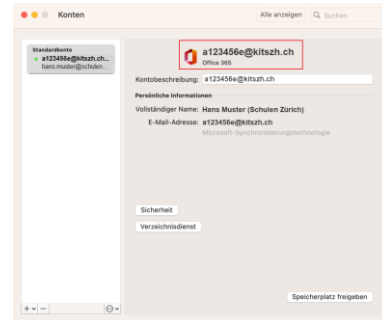 Konten
Alle anzeigen
Suchen
Standardkonto
a123456e@kitszh.ch...
hans.muster@schulen...
a123456e@kitszh.ch
Office 365
Kontobeschreibung: a123456e@kitszh.ch
Persönliche Informationen
Vollständiger Name: Hans Muster (Schulen Zürich)
E-Mail-Adresse: a123456e@kitszh.ch
Microsoft-Synchronisierungstechnologie
Sicherheit
Verzeichnisdienst
Speicherplatz freigeben